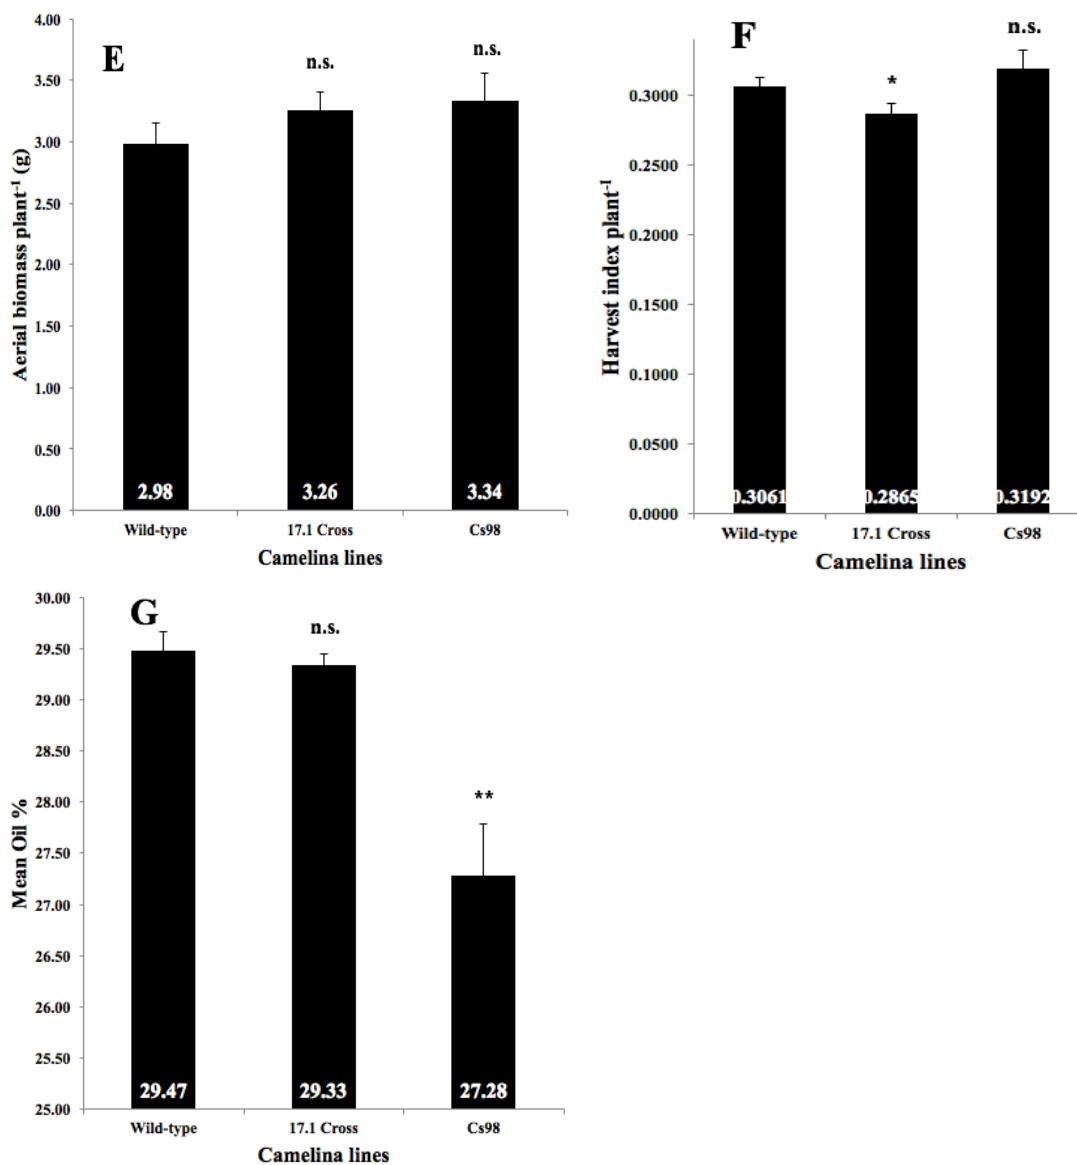 E
Aerial biomass plant⁻¹ (g)
4.00
3.50
3.00
2.50
2.00
1.50
1.00
0.50
0.00
n.s.
n.s.
2.98
3.26
3.34
Wild-type
17.1 Cross
Cs98
Camelina lines
F
Harvest index plant⁻¹
0.3000
0.2500
0.2000
0.1500
0.1000
0.0500
0.0000
*
n.s.
0.3061
0.2865
0.3192
Wild-type
17.1 Cross
Cs98
Camelina lines
G
Mean Oil %
30.00
29.50
29.00
28.50
28.00
27.50
27.00
26.50
26.00
25.50
25.00
n.s.
**
29.47
29.33
27.28
Wild-type
17.1 Cross
Cs98
Camelina lines